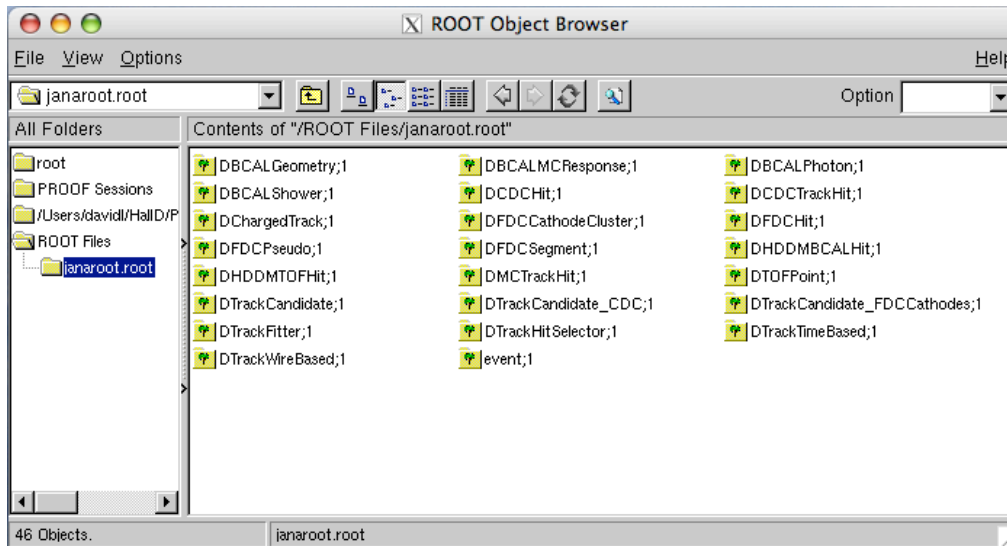 ROOT Object Browser
File View Options Help
janaroot.root Option
All Folders Contents of "/ROOT Files/janaroot.root"
root
PROOF Sessions
/Users/davidl/HallD/P
ROOT Files
janaroot.root
DBCALGeometry;1 DBCALMCResponse;1 DBCALPhoton;1
DBCALShower;1 DCDCHit;1 DCDCTrackHit;1
DChargedTrack;1 DFDCCathodeCluster;1 DFDCHit;1
DFDCPseudo;1 DFDCSegment;1 DHDDMBCALHit;1
DHDDMTOFHit;1 DMCTrackHit;1 DTOFPoint;1
DTrackCandidate;1 DTrackCandidate_CDC;1 DTrackCandidate_FDCCathodes;1
DTrackFitter;1 DTrackHitSelector;1 DTrackTimeBased;1
DTrackWireBased;1 event;1
46 Objects. janaroot.root